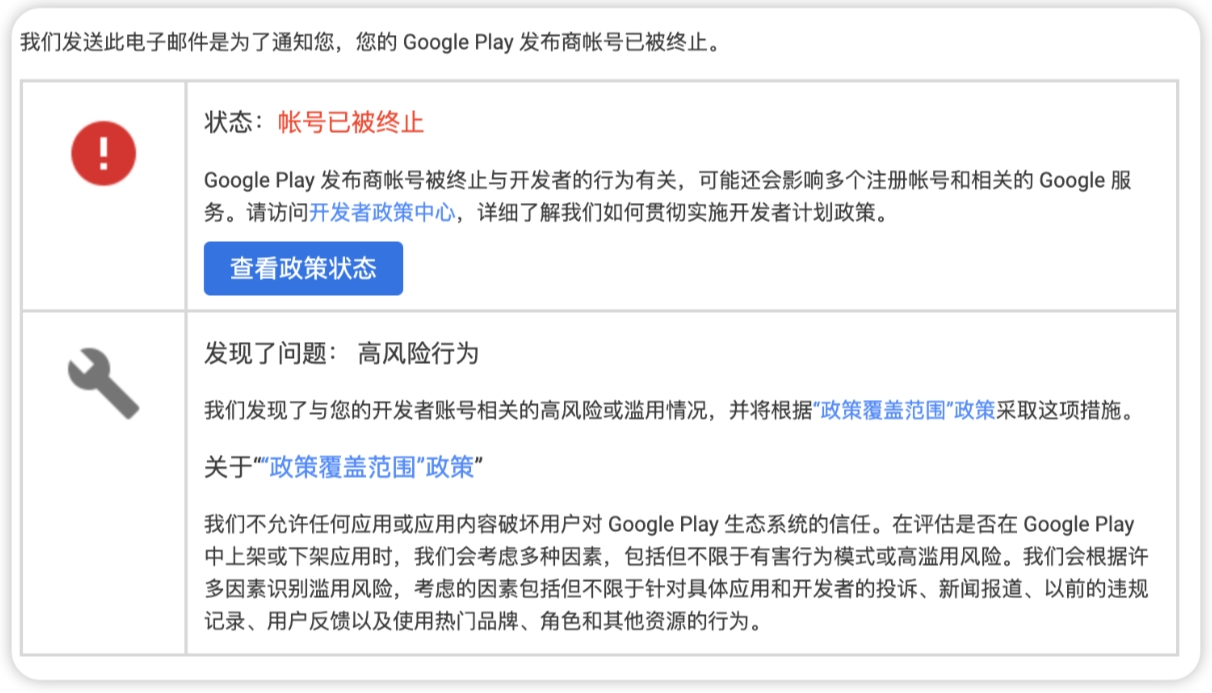 我们发送此电子邮件是为了通知您，您的 Google Play 发布商帐号已被终止。
状态：帐号已被终止
Google Play 发布商帐号被终止与开发者的行为有关，可能还会影响多个注册帐号和相关的 Google 服
务。请访问开发者政策中心，详细了解我们如何贯彻实施开发者计划政策。
查看政策状态
发现了问题： 高风险行为
我们发现了与您的开发者账号相关的高风险或滥用情况，并将根据“政策覆盖范围”政策采取这项措施。
关于““政策覆盖范围”政策”
我们不允许任何应用或应用内容破坏用户对 Google Play 生态系统的信任。在评估是否在 Google Play
中上架或下架应用时，我们会考虑多种因素，包括但不限于有害行为模式或高滥用风险。我们会根据许
多因素识别滥用风险，考虑的因素包括但不限于针对具体应用和开发者的投诉、新闻报道、以前的违规
记录、用户反馈以及使用热门品牌、角色和其他资源的行为。